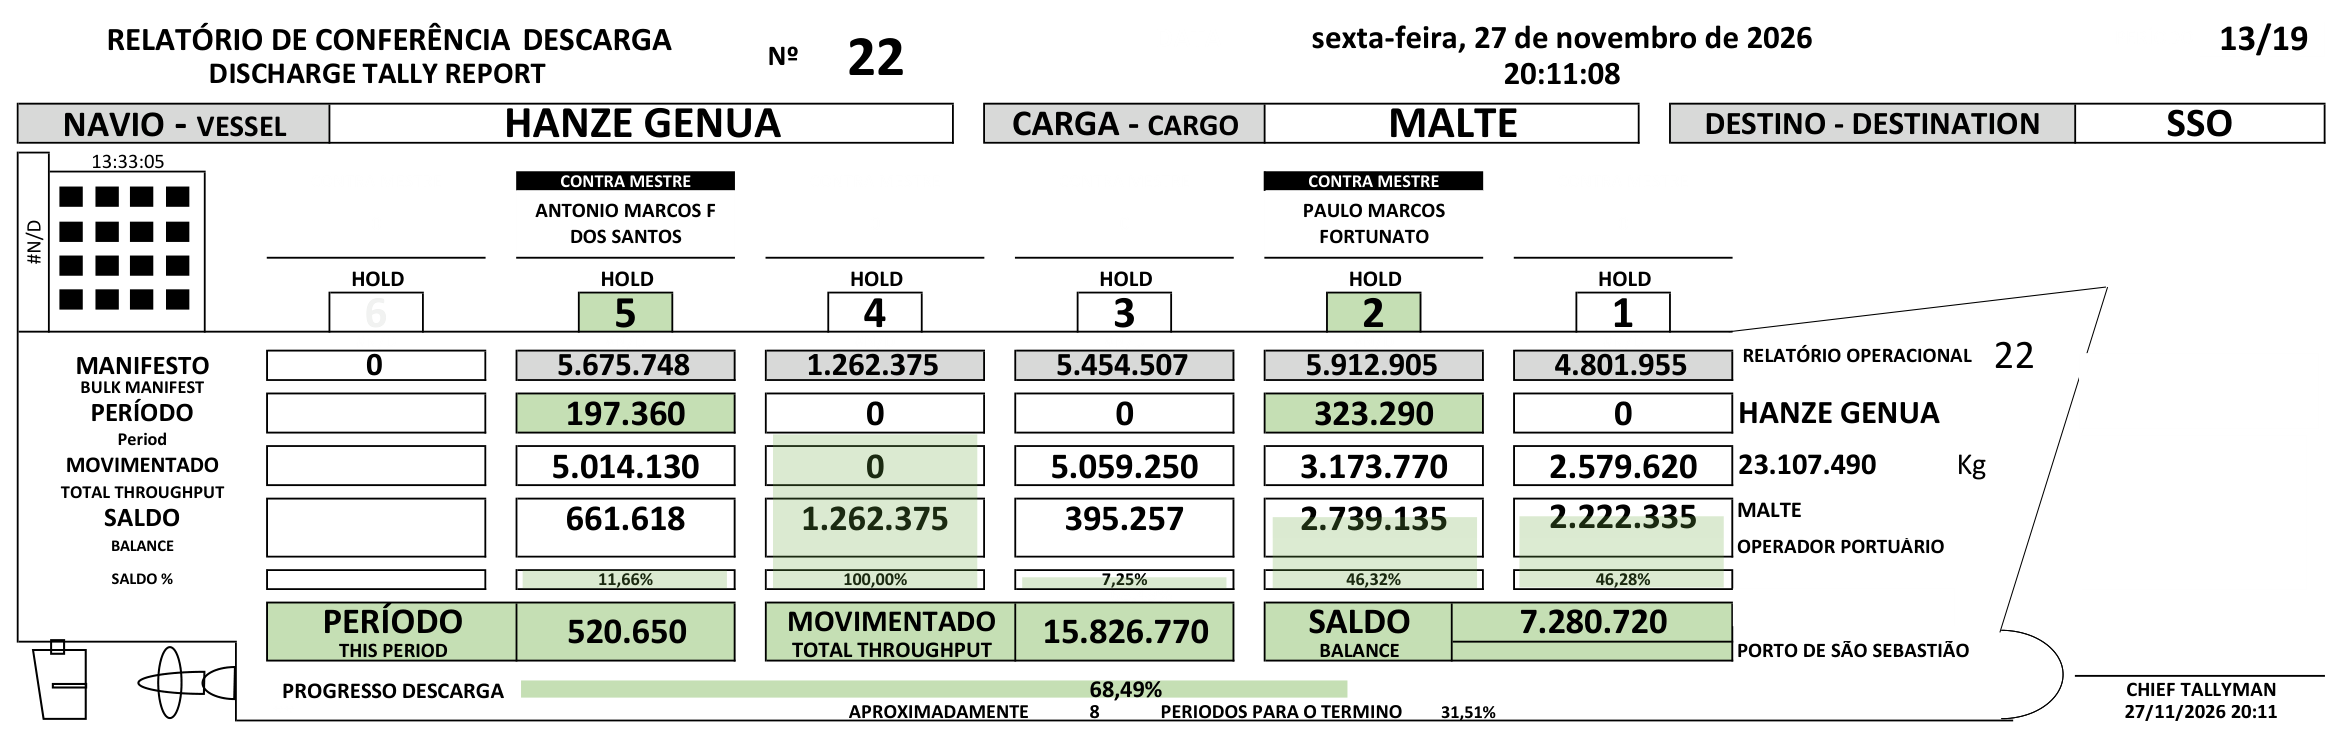 RELATÓRIO DE CONFERÊNCIA DESCARGA
DISCHARGE TALLY REPORT
Nº 22
sexta-feira, 27 de novembro de 2026
20:11:08
13/19
NAVIO - VESSEL HANZE GENUA CARGA - CARGO MALTE DESTINO - DESTINATION SSO
13:33:05
#N/D
CONTRA MESTRE CONTRA MESTRE
ANTONIO MARCOS F PAULO MARCOS
DOS SANTOS FORTUNATO
HOLD HOLD HOLD HOLD HOLD HOLD
6 5 4 3 2 1
MANIFESTO 0 5.675.748 1.262.375 5.454.507 5.912.905 4.801.955 RELATÓRIO OPERACIONAL 22
BULK MANIFEST
PERÍODO 197.360 0 0 323.290 0 HANZE GENUA
Period
MOVIMENTADO 5.014.130 0 5.059.250 3.173.770 2.579.620 23.107.490 Kg
TOTAL THROUGHPUT
SALDO 661.618 1.262.375 395.257 2.739.135 2.222.335 MALTE
BALANCE OPERADOR PORTUÁRIO
SALDO % 11,66% 100,00% 7,25% 46,32% 46,28%
PERÍODO 520.650 MOVIMENTADO 15.826.770 SALDO 7.280.720
THIS PERIOD TOTAL THROUGHPUT BALANCE PORTO DE SÃO SEBASTIÃO
PROGRESSO DESCARGA 68,49%
APROXIMADAMENTE 8 PERIODOS PARA O TERMINO 31,51%
CHIEF TALLYMAN
27/11/2026 20:11